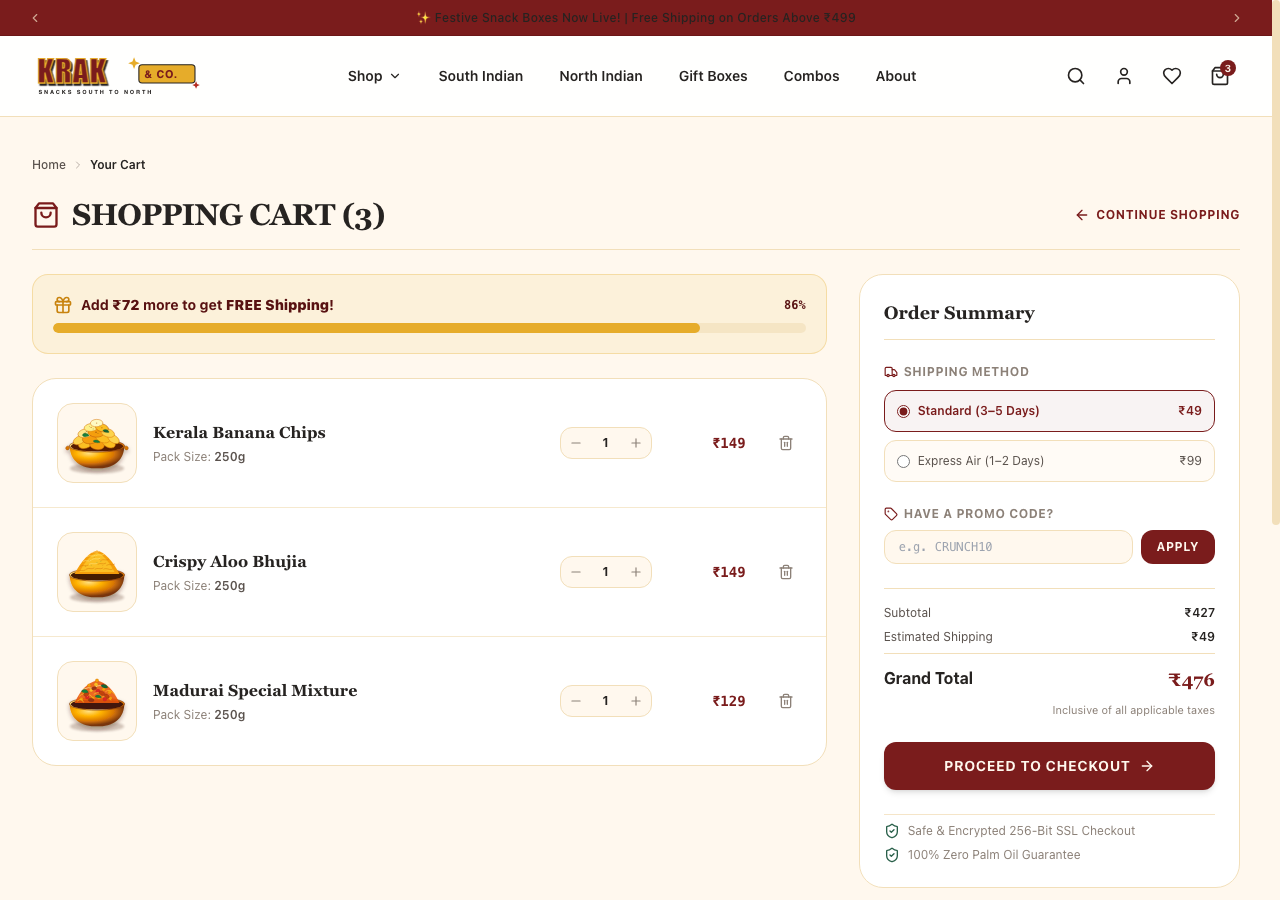 ✨ Festive Snack Boxes Now Live! | Free Shipping on Orders Above ₹499
KRAK & CO.
SNACKS SOUTH TO NORTH
Shop
South Indian
North Indian
Gift Boxes
Combos
About
3
Home > Your Cart
SHOPPING CART (3)
← CONTINUE SHOPPING
Add ₹72 more to get FREE Shipping!
86%
Kerala Banana Chips
Pack Size: 250g
− 1 +
₹149
Crispy Aloo Bhujia
Pack Size: 250g
− 1 +
₹149
Madurai Special Mixture
Pack Size: 250g
− 1 +
₹129
Order Summary
SHIPPING METHOD
Standard (3–5 Days) ₹49
Express Air (1–2 Days) ₹99
HAVE A PROMO CODE?
e.g. CRUNCH10
APPLY
Subtotal ₹427
Estimated Shipping ₹49
Grand Total ₹476
Inclusive of all applicable taxes
PROCEED TO CHECKOUT →
Safe & Encrypted 256-Bit SSL Checkout
100% Zero Palm Oil Guarantee